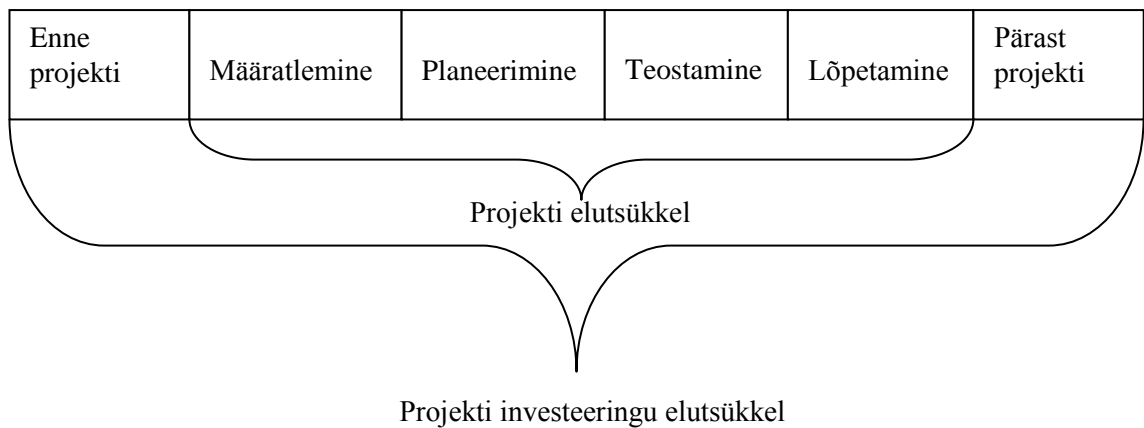 Enne
projekti
Määratlemine
Planeerimine
Teostamine
Lõpetamine
Pärast
projekti
Projekti elutsükkel
Projekti investeeringu elutsükkel